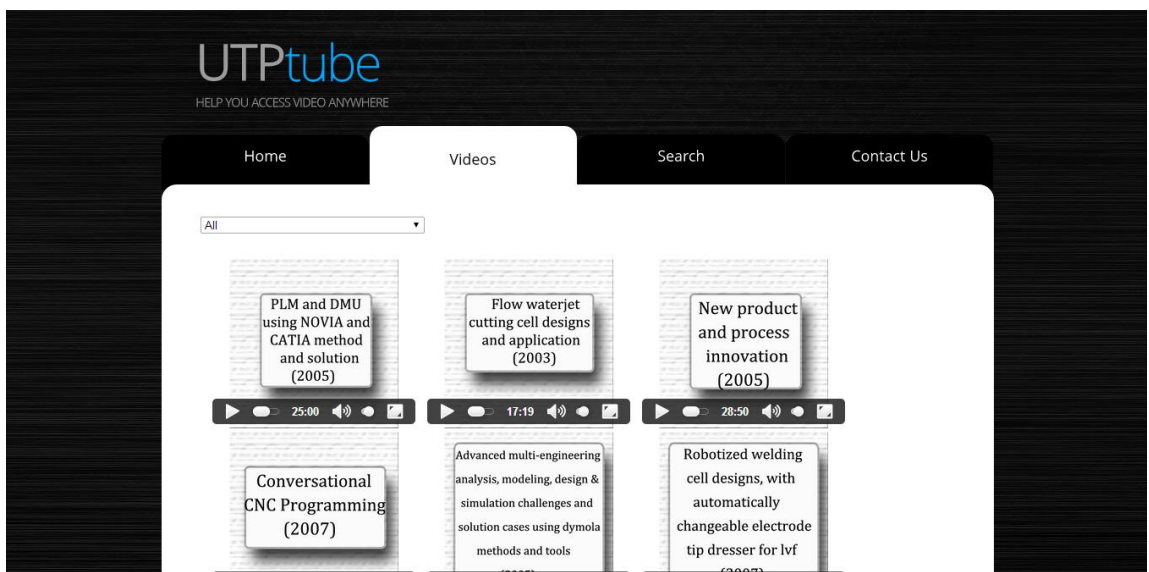 UTPtube
HELP YOU ACCESS VIDEO ANYWHERE
Home
Videos
Search
Contact Us
All
PLM and DMU
using NOVIA and
CATIA method
and solution
(2005)
25:00
Flow waterjet
cutting cell designs
and application
(2003)
17:19
New product
and process
innovation
(2005)
28:50
Conversational
CNC Programming
(2007)
Advanced multi-engineering
analysis, modeling, design &
simulation challenges and
solution cases using dymola
methods and tools
Robotized welding
cell designs, with
automatically
changeable electrode
tip dresser for lvf
(2007)